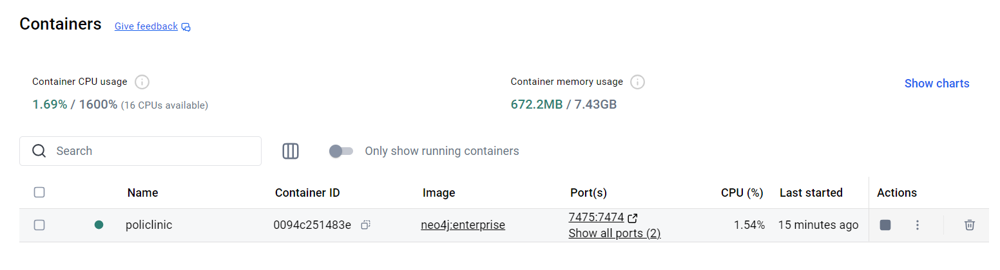 Containers Give feedback
Container CPU usage
1.69% / 1600% (16 CPUs available)
Container memory usage
672.2MB / 7.43GB
Show charts
Search
Only show running containers
Name Container ID Image Port(s) CPU (%) Last started Actions
policlinic 0094c251483e neo4j:enterprise 7475:7474 1.54% 15 minutes ago
Show all ports (2)